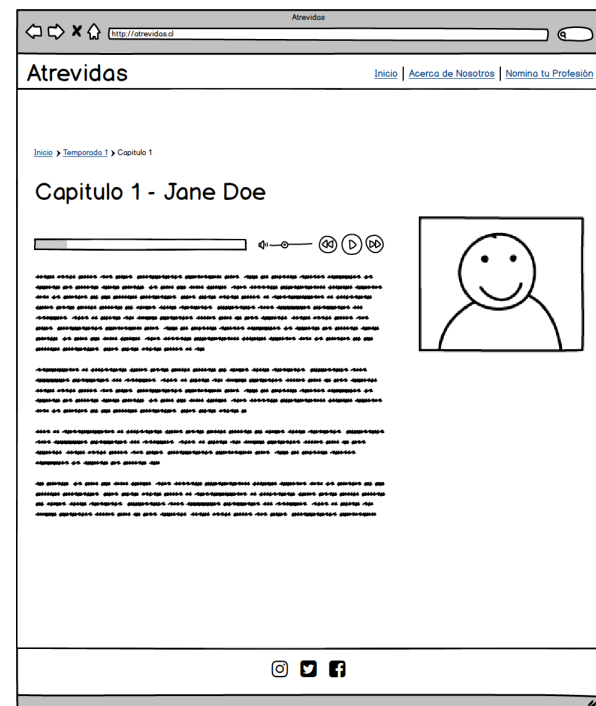 Atrevidas
http://atrevidas.cl
Atrevidas
Inicio | Acerca de Nosotros | Nomina tu Profesión
Inicio > Temporada 1 > Capitulo 1
Capitulo 1 - Jane Doe